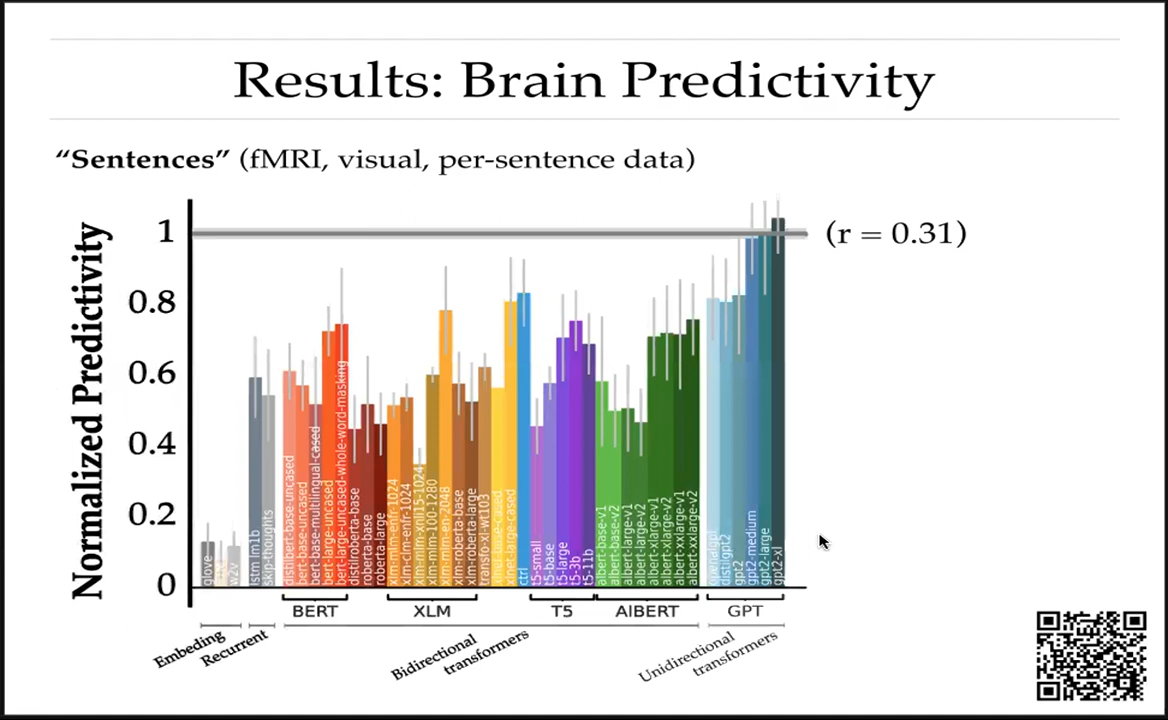 Results: Brain Predictivity
“Sentences” (fMRI, visual, per-sentence data)
Normalized Predictivity
1
0.8
0.6
0.4
0.2
0
(r = 0.31)
glove
w2v
lstm lm1b
skip-thoughts
distilbert-base-uncased
bert-base-uncased
bert-base-multilingual-cased
bert-large-uncased
bert-large-uncased-whole-word-masking
distilroberta-base
roberta-base
roberta-large
xlm-mlm-enfr-1024
xlm-clm-enfr-1024
xlm-mlm-xnli15-1024
xlm-mlm-100-1280
xlm-mlm-en-2048
xlm-roberta-base
xlm-roberta-large
transfo-xl-wt103
xlnet-base-cased
xlnet-large-cased
ctrl
t5-small
t5-base
t5-large
t5-3b
t5-11b
albert-base-v1
albert-base-v2
albert-large-v1
albert-large-v2
albert-xlarge-v1
albert-xlarge-v2
albert-xxlarge-v1
albert-xxlarge-v2
distilgpt2
gpt2
gpt2-medium
gpt2-large
gpt2-xl
BERT
XLM
T5
AlBERT
GPT
Embeding
Recurrent
Bidirectional
transformers
Unidirectional
transformers